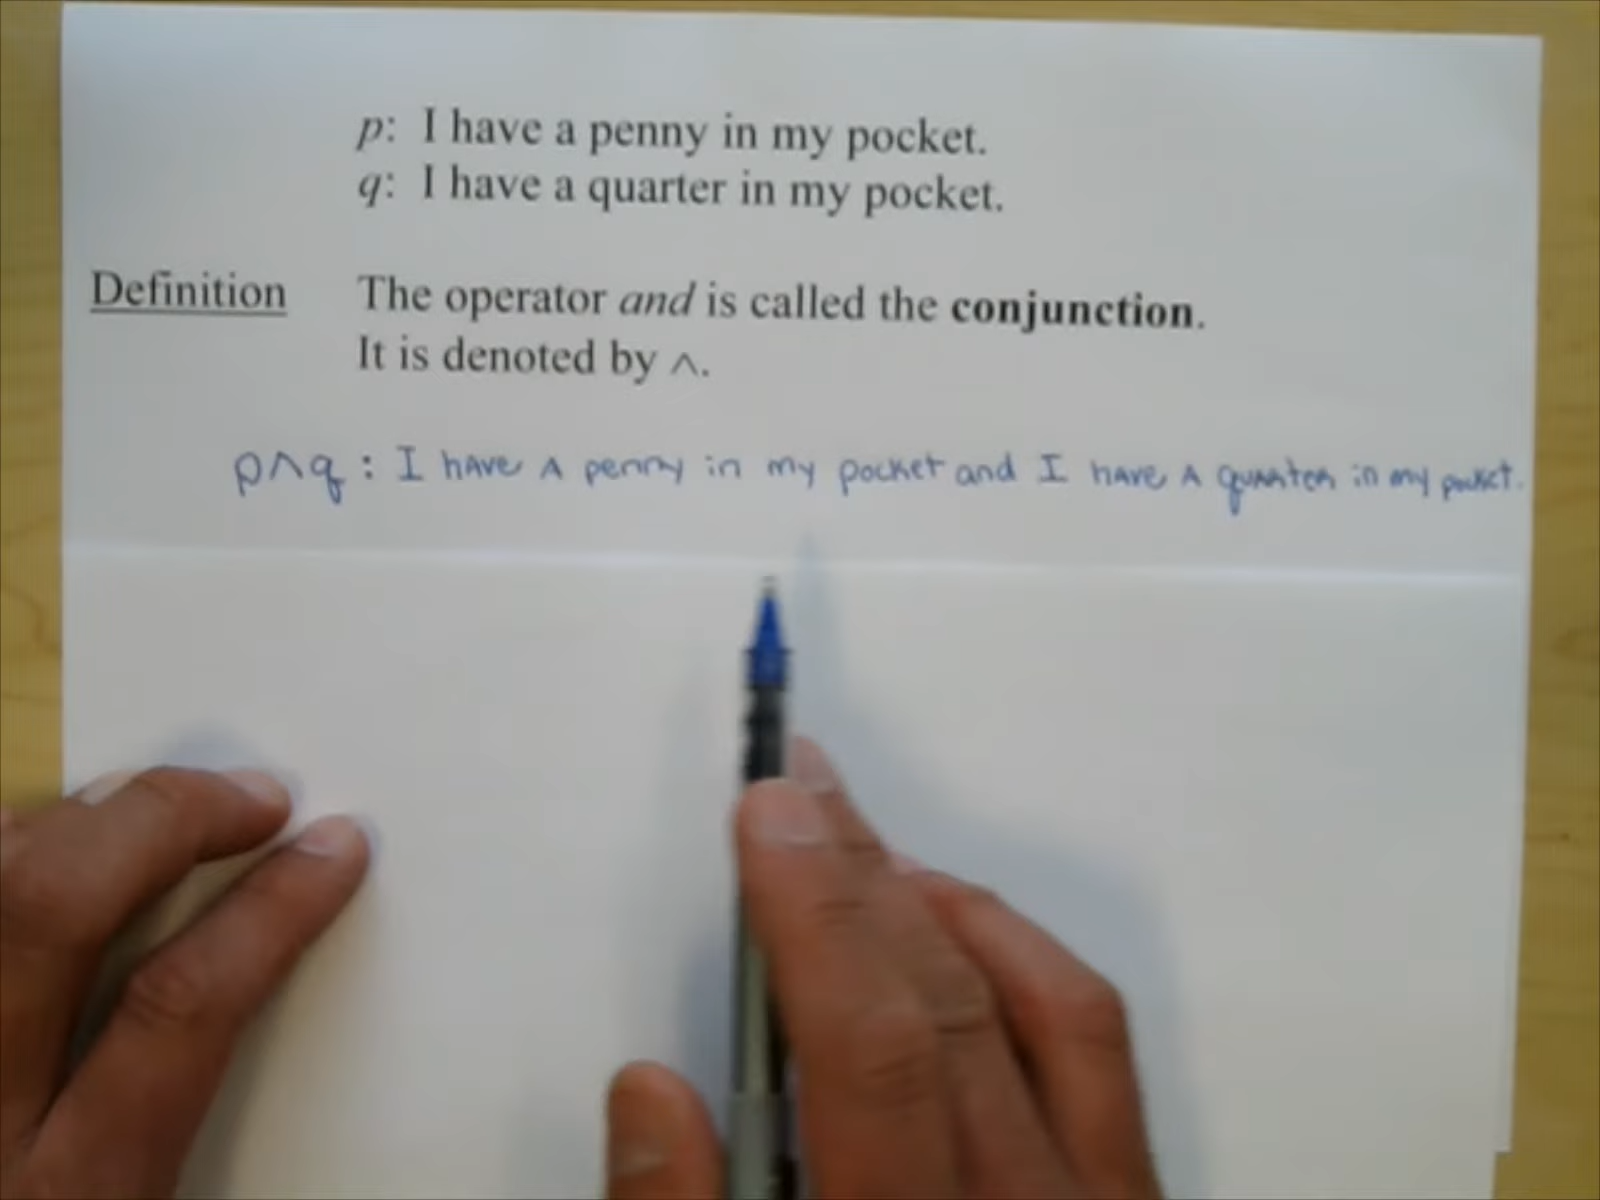 p: I have a penny in my pocket.
q: I have a quarter in my pocket.
Definition The operator and is called the conjunction.
It is denoted by ∧.
p∧q : I have a penny in my pocket and I have a quarter in my pocket.